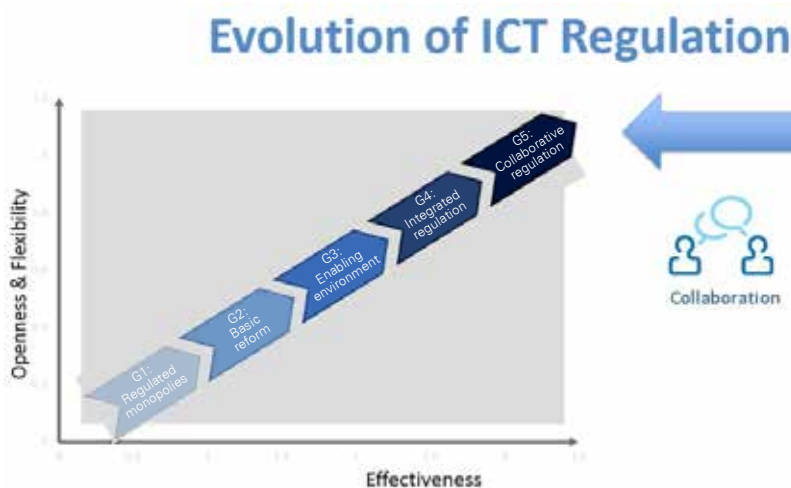 Evolution of ICT Regulation
Openness & Flexibility
G5:
Collaborative
regulation
G4:
Integrated
regulation
G3:
Enabling
environment
G2:
Basic
reform
G1:
Regulated
monopolies
Collaboration
Effectiveness